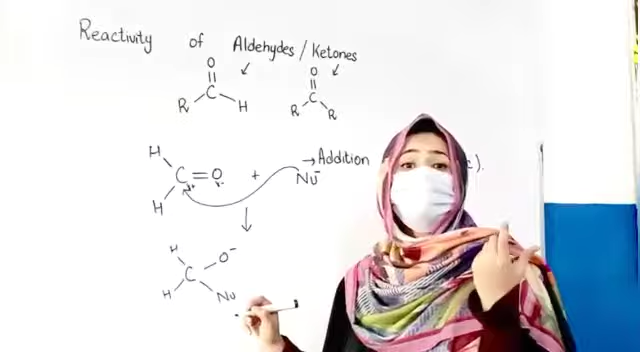 Reactivity of Aldehydes / Ketones
O O
C C
R H R R
H
C = O + Nu⁻ → Addition c).
H
H
C O⁻
H Nu